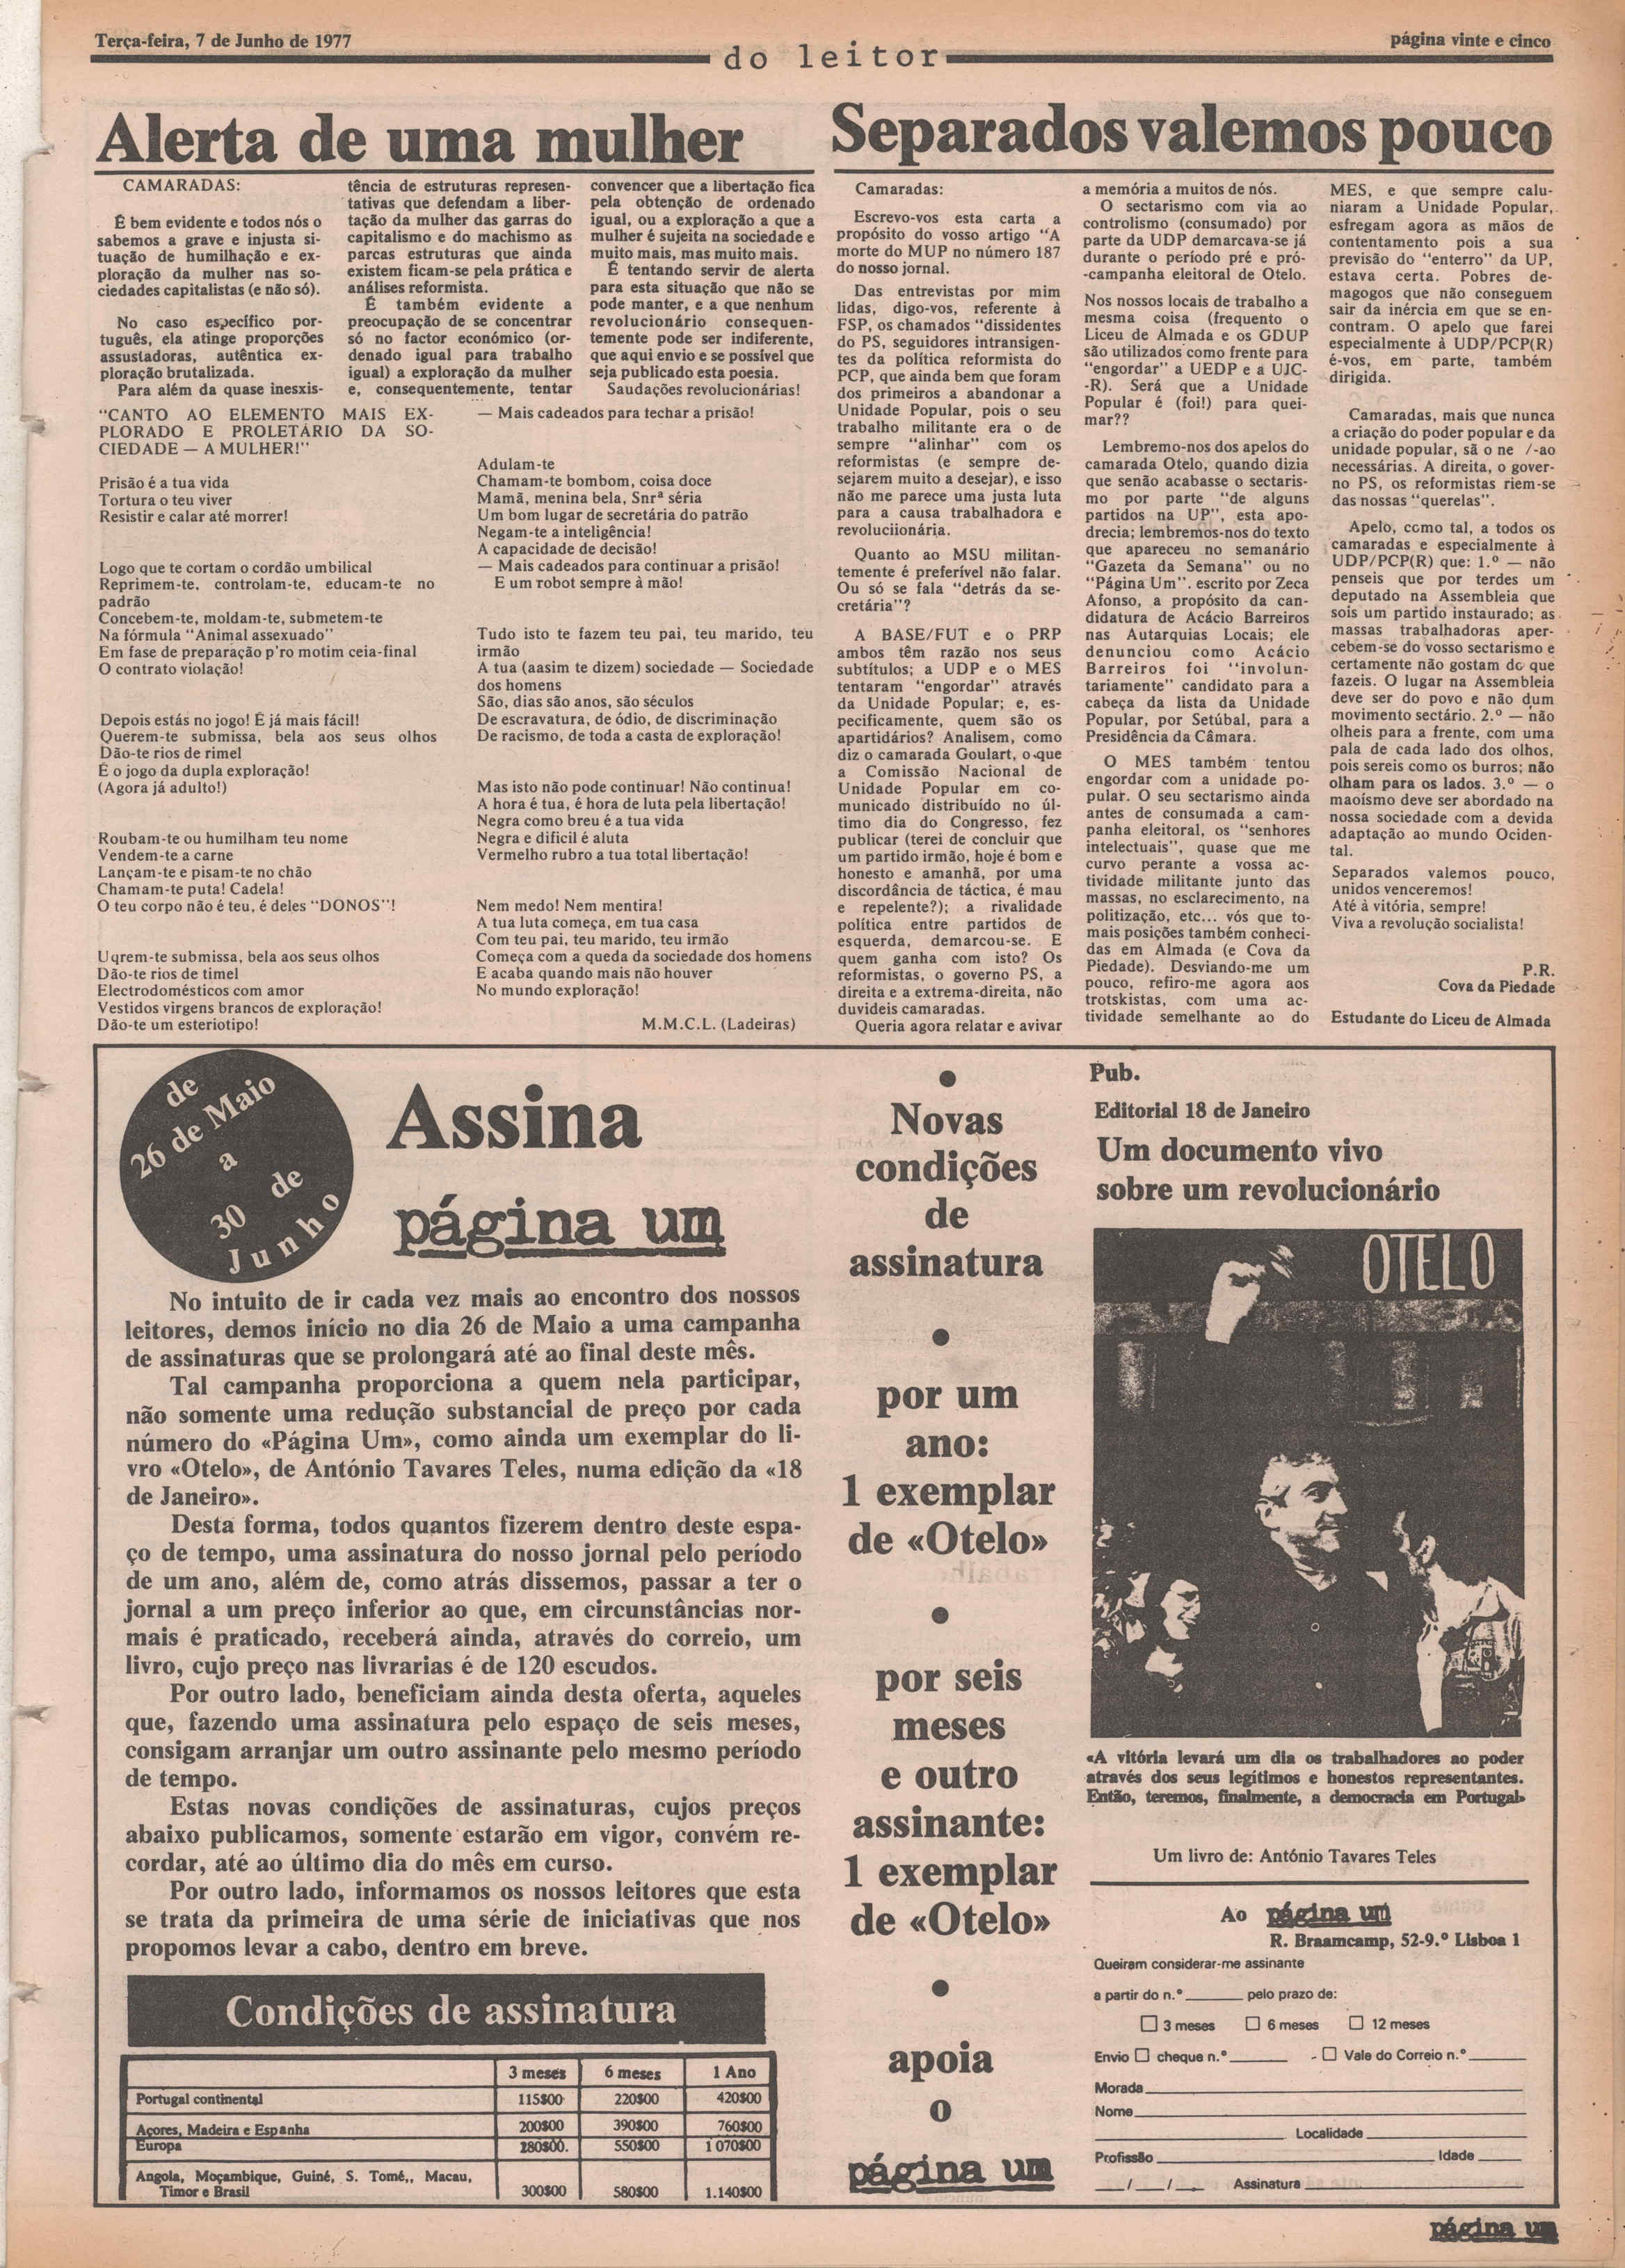 Terça-feira, 7 de Junho de 1977
página vinte e cinco
do leitor
Alerta de uma mulher
CAMARADAS:
É bem evidente e todos nós o
sabemos a grave e injusta si-
tuação de humilhação e ex-
ploração da mulher nas so-
ciedades capitalistas (e não só).
No caso específico por-
tuguês, ela atinge proporções
assustadoras, autêntica ex-
ploração brutalizada.
Para além da quase inexis-
tência de estruturas represen-
tativas que defendam a liber-
tação da mulher das garras do
capitalismo e do machismo as
parcas estruturas que ainda
existem ficam-se pela prática e
análises reformista.
É também evidente a
preocupação de se concentrar
só no factor económico (or-
denado igual para trabalho
igual) a exploração da mulher
e, consequentemente, tentar
convencer que a libertação fica
pela obtenção de ordenado
igual, ou a exploração a que a
mulher é sujeita na sociedade e
muito mais, mas muito mais.
É tentando servir de alerta
para esta situação que não se
pode manter, e a que nenhum
revolucionário consequen-
temente pode ser indiferente,
que aqui envio e se possível que
seja publicado esta poesia.
Saudações revolucionárias!
"CANTO AO ELEMENTO MAIS EX-
PLORADO E PROLETÁRIO DA SO-
CIEDADE — A MULHER!"
Prisão é a tua vida
Tortura o teu viver
Resistir e calar até morrer!
Logo que te cortam o cordão umbilical
Reprimem-te, controlam-te, educam-te no
padrão
Concebem-te, moldam-te, submetem-te
Na fórmula "Animal assexuado"
Em fase de preparação p'ro motim ceia-final
O contrato violação!
Depois estás no jogo! É já mais fácil!
Querem-te submissa, bela aos seus olhos
Dão-te rios de rimel
É o jogo da dupla exploração!
(Agora já adulto!)
Roubam-te ou humilham teu nome
Vendem-te a carne
Lançam-te e pisam-te no chão
Chamam-te puta! Cadela!
O teu corpo não é teu, é deles "DONOS"!
Uqrem-te submissa, bela aos seus olhos
Dão-te rios de timel
Electrodomésticos com amor
Vestidos virgens brancos de exploração!
Dão-te um esteriotipo!
— Mais cadeados para techar a prisão!
Adulam-te
Chamam-te bombom, coisa doce
Mamã, menina bela, Snrª séria
Um bom lugar de secretária do patrão
Negam-te a inteligência!
A capacidade de decisão!
— Mais cadeados para continuar a prisão!
E um robot sempre à mão!
Tudo isto te fazem teu pai, teu marido, teu
irmão
A tua (aasim te dizem) sociedade — Sociedade
dos homens
São, dias são anos, são séculos
De escravatura, de ódio, de discriminação
De racismo, de toda a casta de exploração!
Mas isto não pode continuar! Não continua!
A hora é tua, é hora de luta pela libertação!
Negra como breu é a tua vida
Negra e dificil é aluta
Vermelho rubro a tua total libertação!
Nem medo! Nem mentira!
A tua luta começa, em tua casa
Com teu pai, teu marido, teu irmão
Começa com a queda da sociedade dos homens
E acaba quando mais não houver
No mundo exploração!
M.M.C.L. (Ladeiras)
Separados valemos pouco
Camaradas:
Escrevo-vos esta carta a
propósito do vosso artigo "A
morte do MUP no número 187
do nosso jornal.
Das entrevistas por mim
lidas, digo-vos, referente à
FSP, os chamados "dissidentes
do PS, seguidores intransigen-
tes da política reformista do
PCP, que ainda bem que foram
dos primeiros a abandonar a
Unidade Popular, pois o seu
trabalho militante era o de
sempre "alinhar" com os
reformistas (e sempre de-
sejarem muito a desejar), e isso
não me parece uma justa luta
para a causa trabalhadora e
revoluciionária.
Quanto ao MSU militan-
temente é preferível não falar.
Ou só se fala "detrás da se-
cretária"?
A BASE/FUT e o PRP
ambos têm razão nos seus
subtítulos; a UDP e o MES
tentaram "engordar" através
da Unidade Popular; e, es-
pecificamente, quem são os
apartidários? Analisem, como
diz o camarada Goulart, o que
a Comissão Nacional de
Unidade Popular em co-
municado distribuído no úl-
timo dia do Congresso, fez
publicar (terei de concluir que
um partido irmão, hoje é bom e
honesto e amanhã, por uma
discordância de táctica, é mau
e repelente?); a rivalidade
política entre partidos de
esquerda, demarcou-se. E
quem ganha com isto? Os
reformistas, o governo PS, a
direita e a extrema-direita, não
duvideis camaradas.
Queria agora relatar e avivar
a memória a muitos de nós.
O sectarismo com via ao
controlismo (consumado) por
parte da UDP demarcava-se já
durante o período pré e pró-
-campanha eleitoral de Otelo.
Nos nossos locais de trabalho a
mesma coisa (frequento o
Liceu de Almada e os GDUP
são utilizados como frente para
"engordar" a UEDP e a UJC-
-R). Será que a Unidade
Popular é (foi!) para quei-
mar??
Lembremo-nos dos apelos do
camarada Otelo, quando dizia
que senão acabasse o sectaris-
mo por parte "de alguns
partidos na UP", esta apo-
drecia; lembremo-nos do texto
que apareceu no semanário
"Gazeta da Semana" ou no
"Página Um". escrito por Zeca
Afonso, a propósito da can-
didatura de Acácio Barreiros
nas Autarquias Locais; ele
denunciou como Acácio
Barreiros foi "involun-
tariamente" candidato para a
cabeça da lista da Unidade
Popular, por Setúbal, para a
Presidência da Câmara.
O MES também tentou
engordar com a unidade po-
pular. O seu sectarismo ainda
antes de consumada a cam-
panha eleitoral, os "senhores
intelectuais", quase que me
curvo perante a vossa ac-
tividade militante junto das
massas, no esclarecimento, na
politização, etc... vós que to-
mais posições também conheci-
das em Almada (e Cova da
Piedade). Desviando-me um
pouco, refiro-me agora aos
trotskistas, com uma ac-
tividade semelhante ao do
MES, e que sempre calu-
niaram a Unidade Popular,
esfregam agora as mãos de
contentamento pois a sua
previsão do "enterro" da UP,
estava certa. Pobres de-
magogos que não conseguem
sair da inércia em que se en-
contram. O apelo que farei
especialmente à UDP/PCP(R)
é-vos, em parte, também
dirigida.
Camaradas, mais que nunca
a criação do poder popular e da
unidade popular, sã o ne /-ao
necessárias. A direita, o gover-
no PS, os reformistas riem-se
das nossas "querelas".
Apelo, como tal, a todos os
camaradas e especialmente à
UDP/PCP(R) que: 1.º — não
penseis que por terdes um
deputado na Assembleia que
sois um partido instaurado; as
massas trabalhadoras aper-
cebem-se do vosso sectarismo e
certamente não gostam do que
fazeis. O lugar na Assembleia
deve ser do povo e não dum
movimento sectário. 2.º — não
olheis para a frente, com uma
pala de cada lado dos olhos,
pois sereis como os burros; não
olham para os lados. 3.º — o
maoísmo deve ser abordado na
nossa sociedade com a devida
adaptação ao mundo Ociden-
tal.
Separados valemos pouco,
unidos venceremos!
Até à vitória, sempre!
Viva a revolução socialista!
P.R.
Cova da Piedade
Estudante do Liceu de Almada
de
26 de Maio
a
30 de
Junho
Assina
página um
No intuito de ir cada vez mais ao encontro dos nossos
leitores, demos início no dia 26 de Maio a uma campanha
de assinaturas que se prolongará até ao final deste mês.
Tal campanha proporciona a quem nela participar,
não somente uma redução substancial de preço por cada
número do «Página Um», como ainda um exemplar do li-
vro «Otelo», de António Tavares Teles, numa edição da «18
de Janeiro».
Desta forma, todos quantos fizerem dentro deste espa-
ço de tempo, uma assinatura do nosso jornal pelo período
de um ano, além de, como atrás dissemos, passar a ter o
jornal a um preço inferior ao que, em circunstâncias nor-
mais é praticado, receberá ainda, através do correio, um
livro, cujo preço nas livrarias é de 120 escudos.
Por outro lado, beneficiam ainda desta oferta, aqueles
que, fazendo uma assinatura pelo espaço de seis meses,
consigam arranjar um outro assinante pelo mesmo período
de tempo.
Estas novas condições de assinaturas, cujos preços
abaixo publicamos, somente estarão em vigor, convém re-
cordar, até ao último dia do mês em curso.
Por outro lado, informamos os nossos leitores que esta
se trata da primeira de uma série de iniciativas que nos
propomos levar a cabo, dentro em breve.
Condições de assinatura
3 meses 6 meses 1 Ano
Portugal continental 115$00 220$00 420$00
Açores, Madeira e Espanha 200$00 390$00 760$00
Europa 280$00. 550$00 1 070$00
Angola, Moçambique, Guiné, S. Tomé,, Macau,
Timor e Brasil 300$00 580$00 1.140$00
●
Novas
condições
de
assinatura
●
por um
ano:
1 exemplar
de «Otelo»
●
por seis
meses
e outro
assinante:
1 exemplar
de «Otelo»
●
apoia
o
página um
Pub.
Editorial 18 de Janeiro
Um documento vivo
sobre um revolucionário
OTELO
«A vitória levará um dia os trabalhadores ao poder
através dos seus legítimos e honestos representantes.
Então, teremos, finalmente, a democracia em Portugal»
Um livro de: António Tavares Teles
Ao página um
R. Braamcamp, 52-9.º Lisboa 1
Queiram considerar-me assinante
a partir do n.º ______ pelo prazo de:
☐ 3 meses ☐ 6 meses ☐ 12 meses
Envio ☐ cheque n.º ______ - ☐ Vale do Correio n.º ______
Morada ______
Nome ______
______ Localidade ______
Profissão ______ Idade ______
___/___/___ Assinatura ______
página um